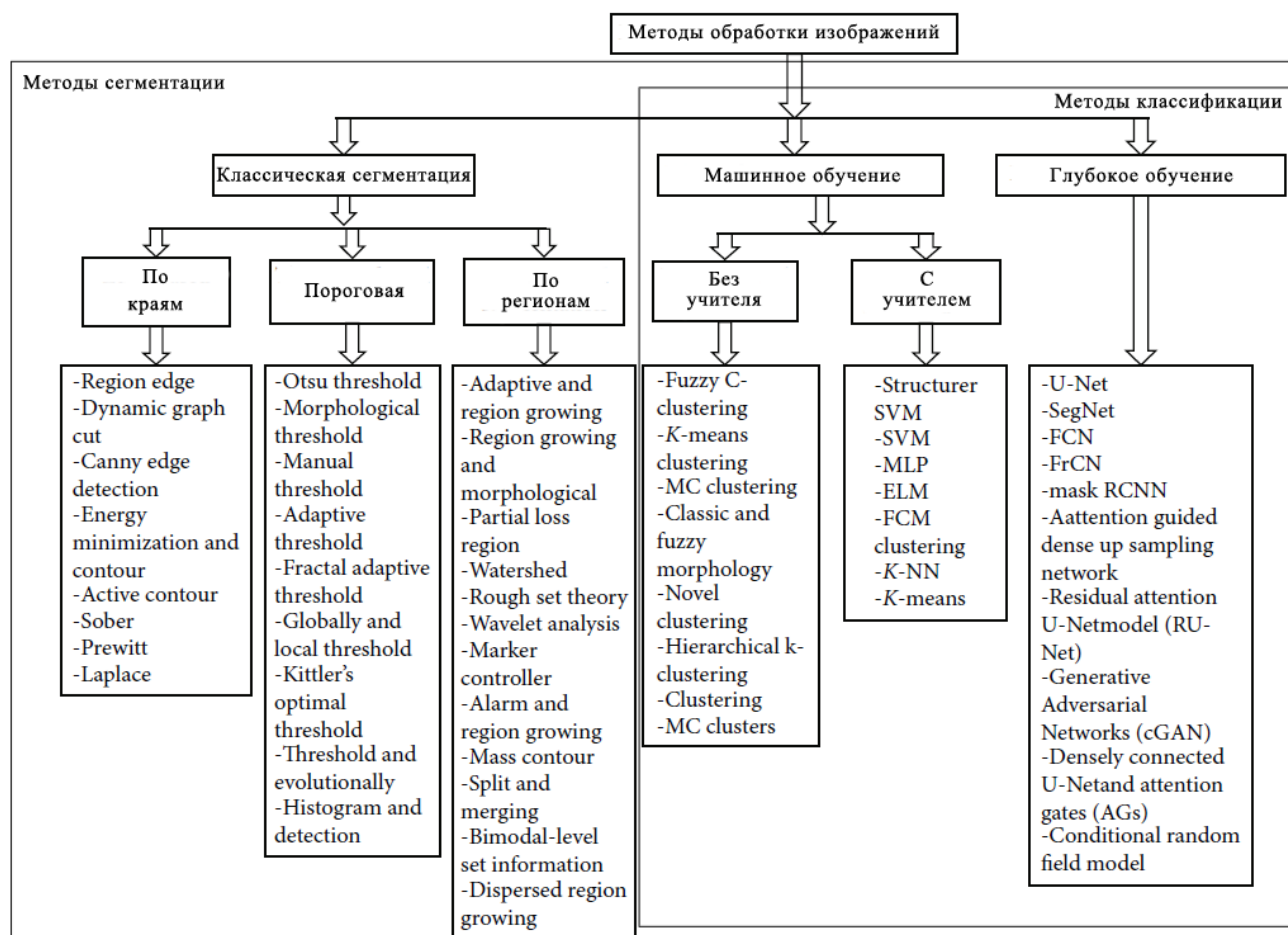 Методы обработки изображений
Методы сегментации
Методы классификации
Классическая сегментация
Машинное обучение
Глубокое обучение
По
краям
Пороговая
По
регионам
Без
учителя
С
учителем
-Region edge
-Dynamic graph
cut
-Canny edge
detection
-Energy
minimization and
contour
-Active contour
-Sober
-Prewitt
-Laplace
-Otsu threshold
-Morphological
threshold
-Manual
threshold
-Adaptive
threshold
-Fractal adaptive
threshold
-Globally and
local threshold
-Kittler’s
optimal
threshold
-Threshold and
evolutionally
-Histogram and
detection
-Adaptive and
region growing
-Region growing
and
morphological
-Partial loss
region
-Watershed
-Rough set theory
-Wavelet analysis
-Marker
controller
-Alarm and
region growing
-Mass contour
-Split and
merging
-Bimodal-level
set information
-Dispersed region
growing
-Fuzzy C-
clustering
-K-means
clustering
-MC clustering
-Classic and
fuzzy
morphology
-Novel
clustering
-Hierarchical k-
clustering
-Clustering
-MC clusters
-Structurer
SVM
-SVM
-MLP
-ELM
-FCM
clustering
-K-NN
-K-means
-U-Net
-SegNet
-FCN
-FrCN
-mask RCNN
-Aattention guided
dense up sampling
network
-Residual attention
U-Netmodel (RU-
Net)
-Generative
Adversarial
Networks (cGAN)
-Densely connected
U-Netand attention
gates (AGs)
-Conditional random
field model